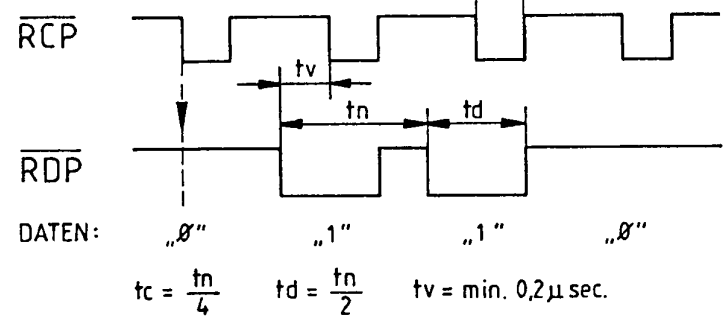 RCP
tv
tn td
RDP
DATEN: „Ø" „1" „1" „Ø"
tc = tn/4 td = tn/2 tv = min. 0,2µ sec.